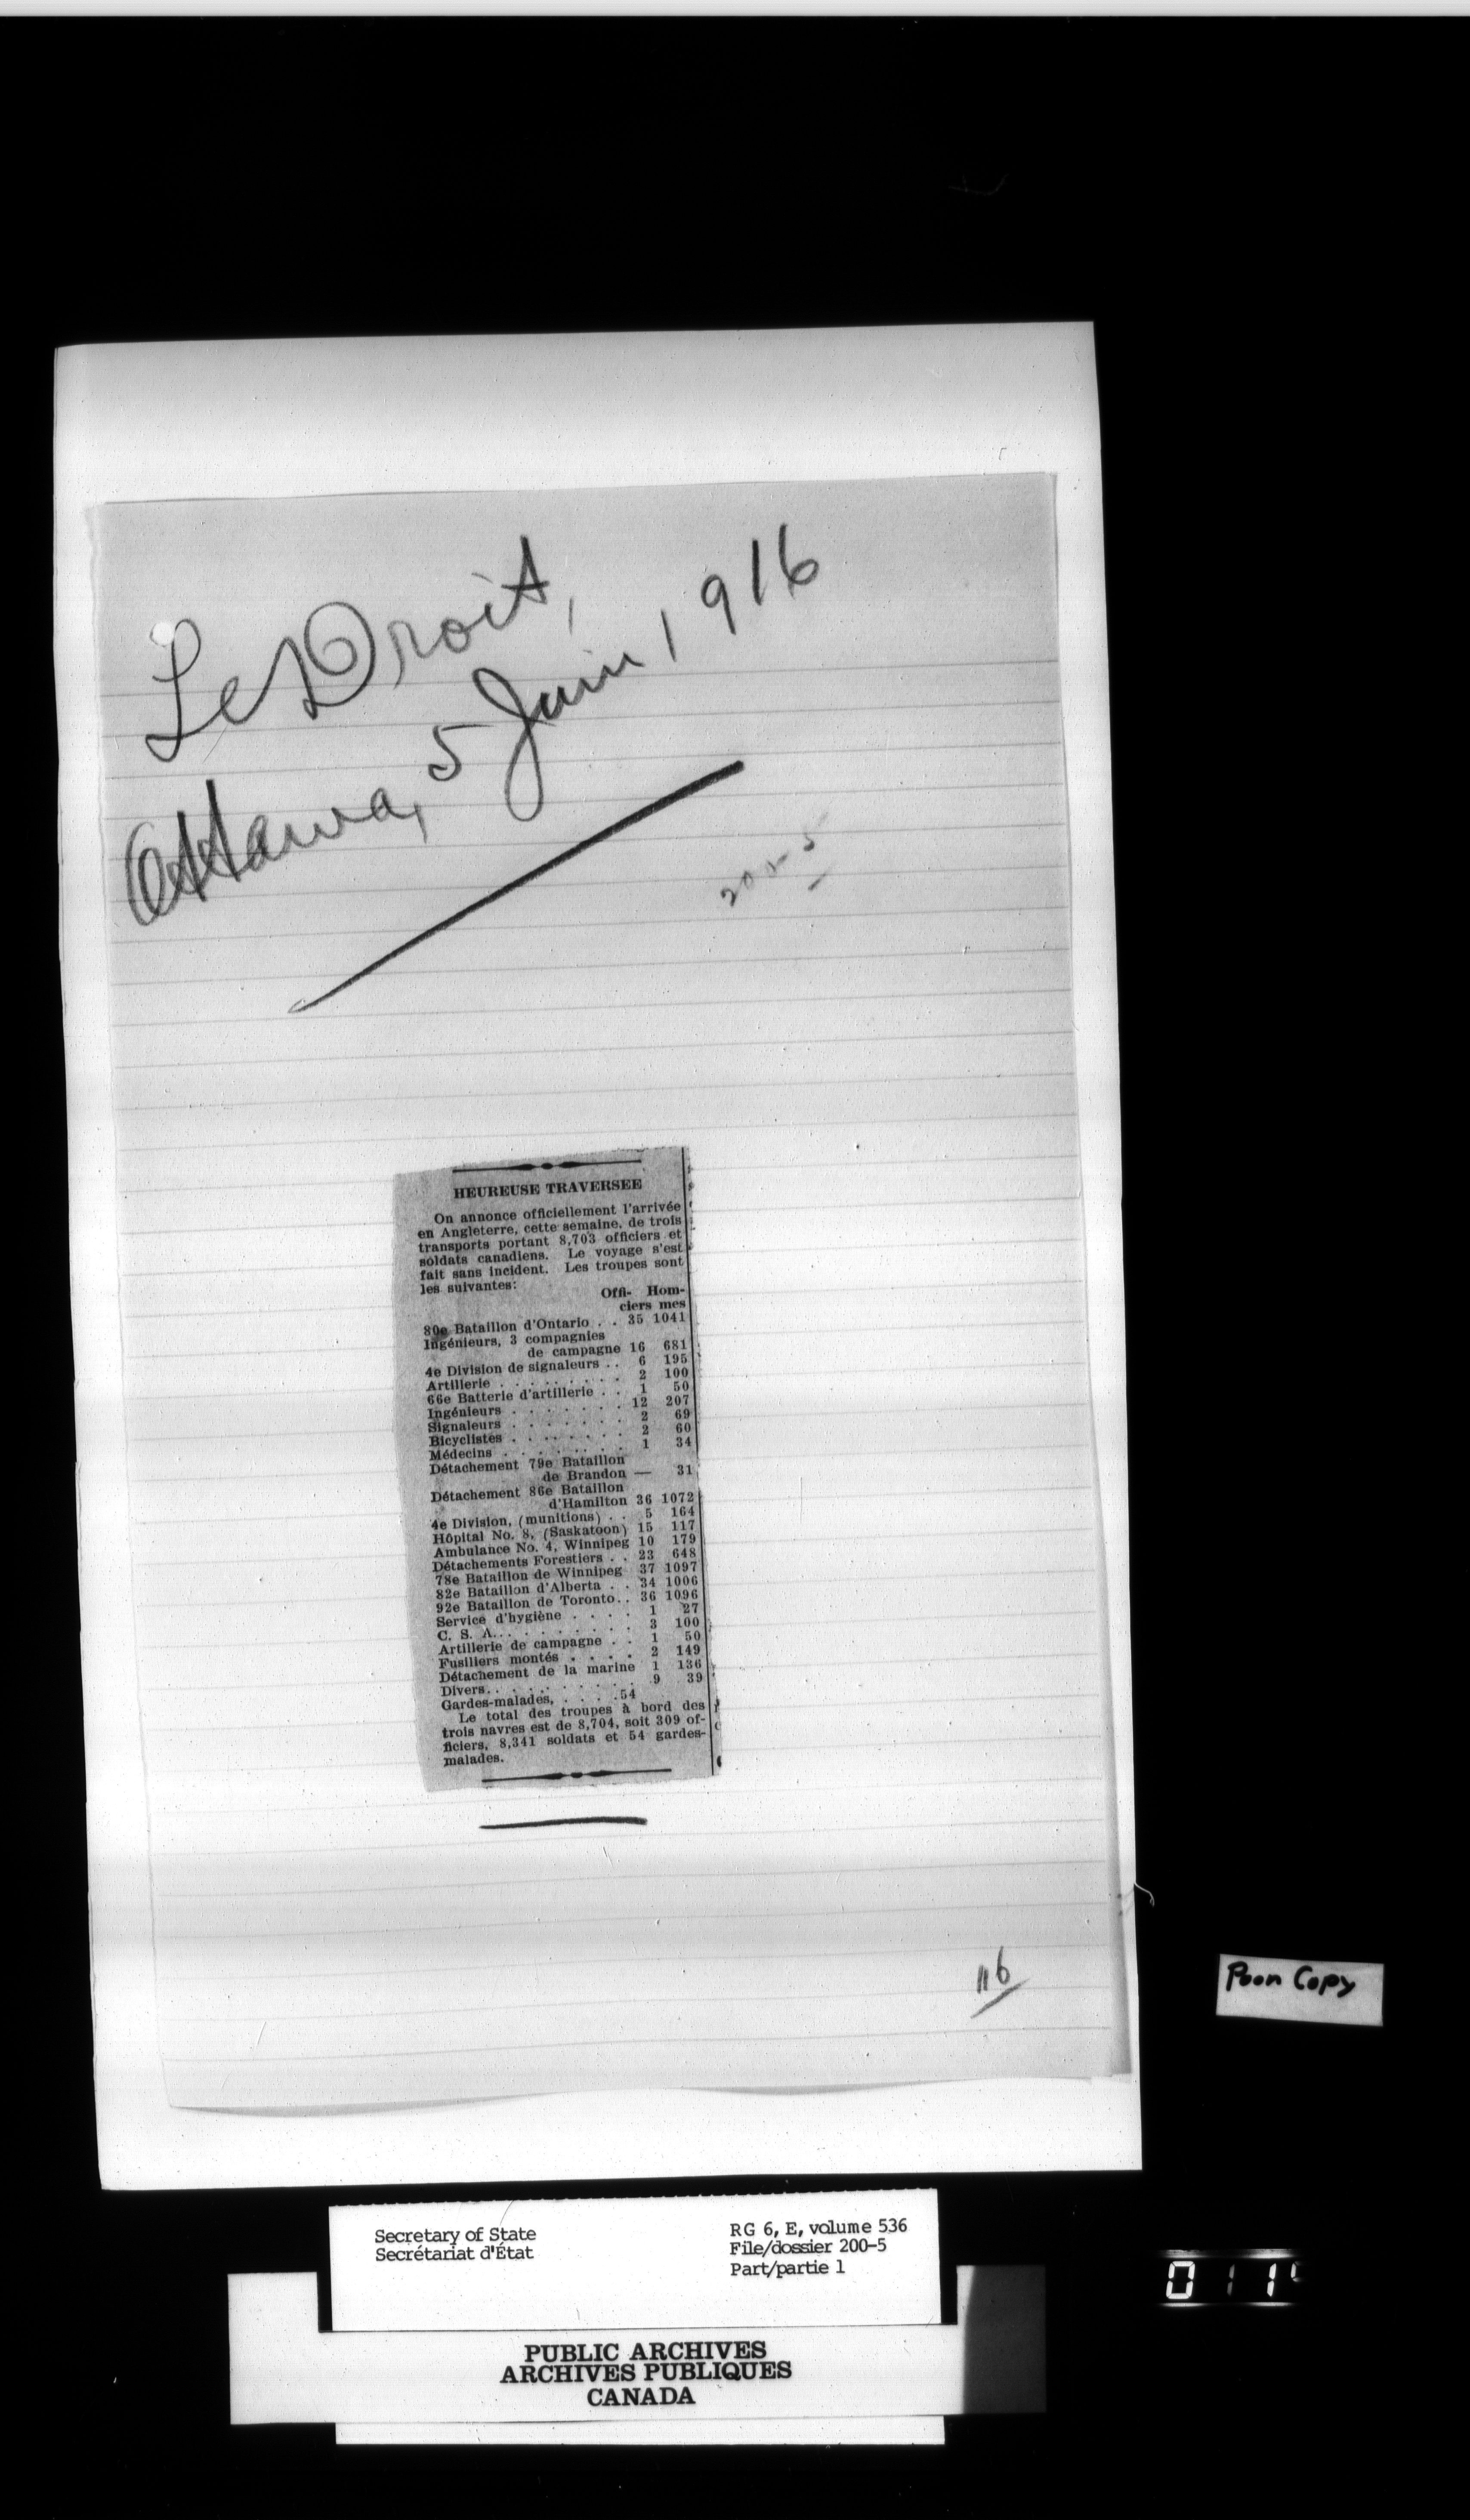 Le Droit,
Ottawa, 5 Juin, 1916
200-5
HEUREUSE TRAVERSEE
On annonce officiellement l'arrivée
en Angleterre, cette semaine, de trois
transports portant 8,703 officiers et
soldats canadiens. Le voyage s'est
fait sans incident. Les troupes sont
les suivantes:
Offi- Hom-
ciers mes
80e Bataillon d'Ontario . . 35 1041
Ingénieurs, 3 compagnies
de campagne 16 681
4e Division de signaleurs . . 6 195
Artillerie . . . . . . . . . 2 100
66e Batterie d'artillerie . . 1 50
Ingénieurs . . . . . . . 12 207
Signaleurs . . . . . . . 2 69
Bicyclistes . . . . . . . . 2 60
Médecins . . . . . . . . 1 34
Détachement 79e Bataillon
de Brandon — 31
Détachement 86e Bataillon
d'Hamilton 36 1072
4e Division, (munitions) . . 5 164
Hôpital No. 8, (Saskatoon) 15 117
Ambulance No. 4, Winnipeg 10 179
Détachements Forestiers . . 23 648
78e Bataillon de Winnipeg 37 1097
82e Bataillon d'Alberta . . 34 1006
92e Bataillon de Toronto. . 36 1096
Service d'hygiène . . . . 1 27
C. S. A. . . . . . . . . 3 100
Artillerie de campagne . . 1 50
Fusiliers montés . . . . 2 149
Détachement de la marine 1 136
Divers. . . . . . . . . . 9 39
Gardes-malades, . . . .54
Le total des troupes à bord des
trois navres est de 8,704, soit 309 of-
ficiers, 8,341 soldats et 54 gardes-
malades.
116
Poor Copy
Secretary of State
Secrétariat d'État
RG 6, E, volume 536
File/dossier 200-5
Part/partie 1
PUBLIC ARCHIVES
ARCHIVES PUBLIQUES
CANADA